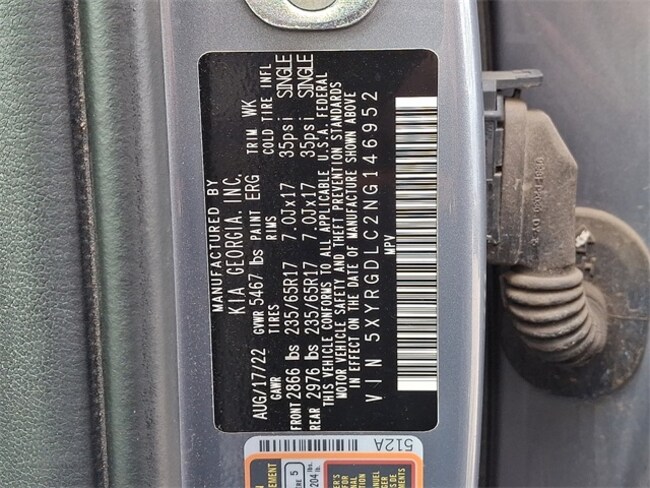 MANUFACTURED BY
KIA GEORGIA, INC.
AUG/17/22 GVWR 5467 lbs PAINT ERG TRIM WK
GAWR TIRES RIMS COLD TIRE INFL
FRONT 2866 lbs 235/65R17 7.0Jx17 35psi SINGLE
REAR 2976 lbs 235/65R17 7.0Jx17 35psi SINGLE
THIS VEHICLE CONFORMS TO ALL APPLICABLE U.S.A. FEDERAL
MOTOR VEHICLE SAFETY AND THEFT PREVENTION STANDARDS
IN EFFECT ON THE DATE OF MANUFACTURE SHOWN ABOVE
VIN 5XYRGDLC2NG146952
MPV
512A
5